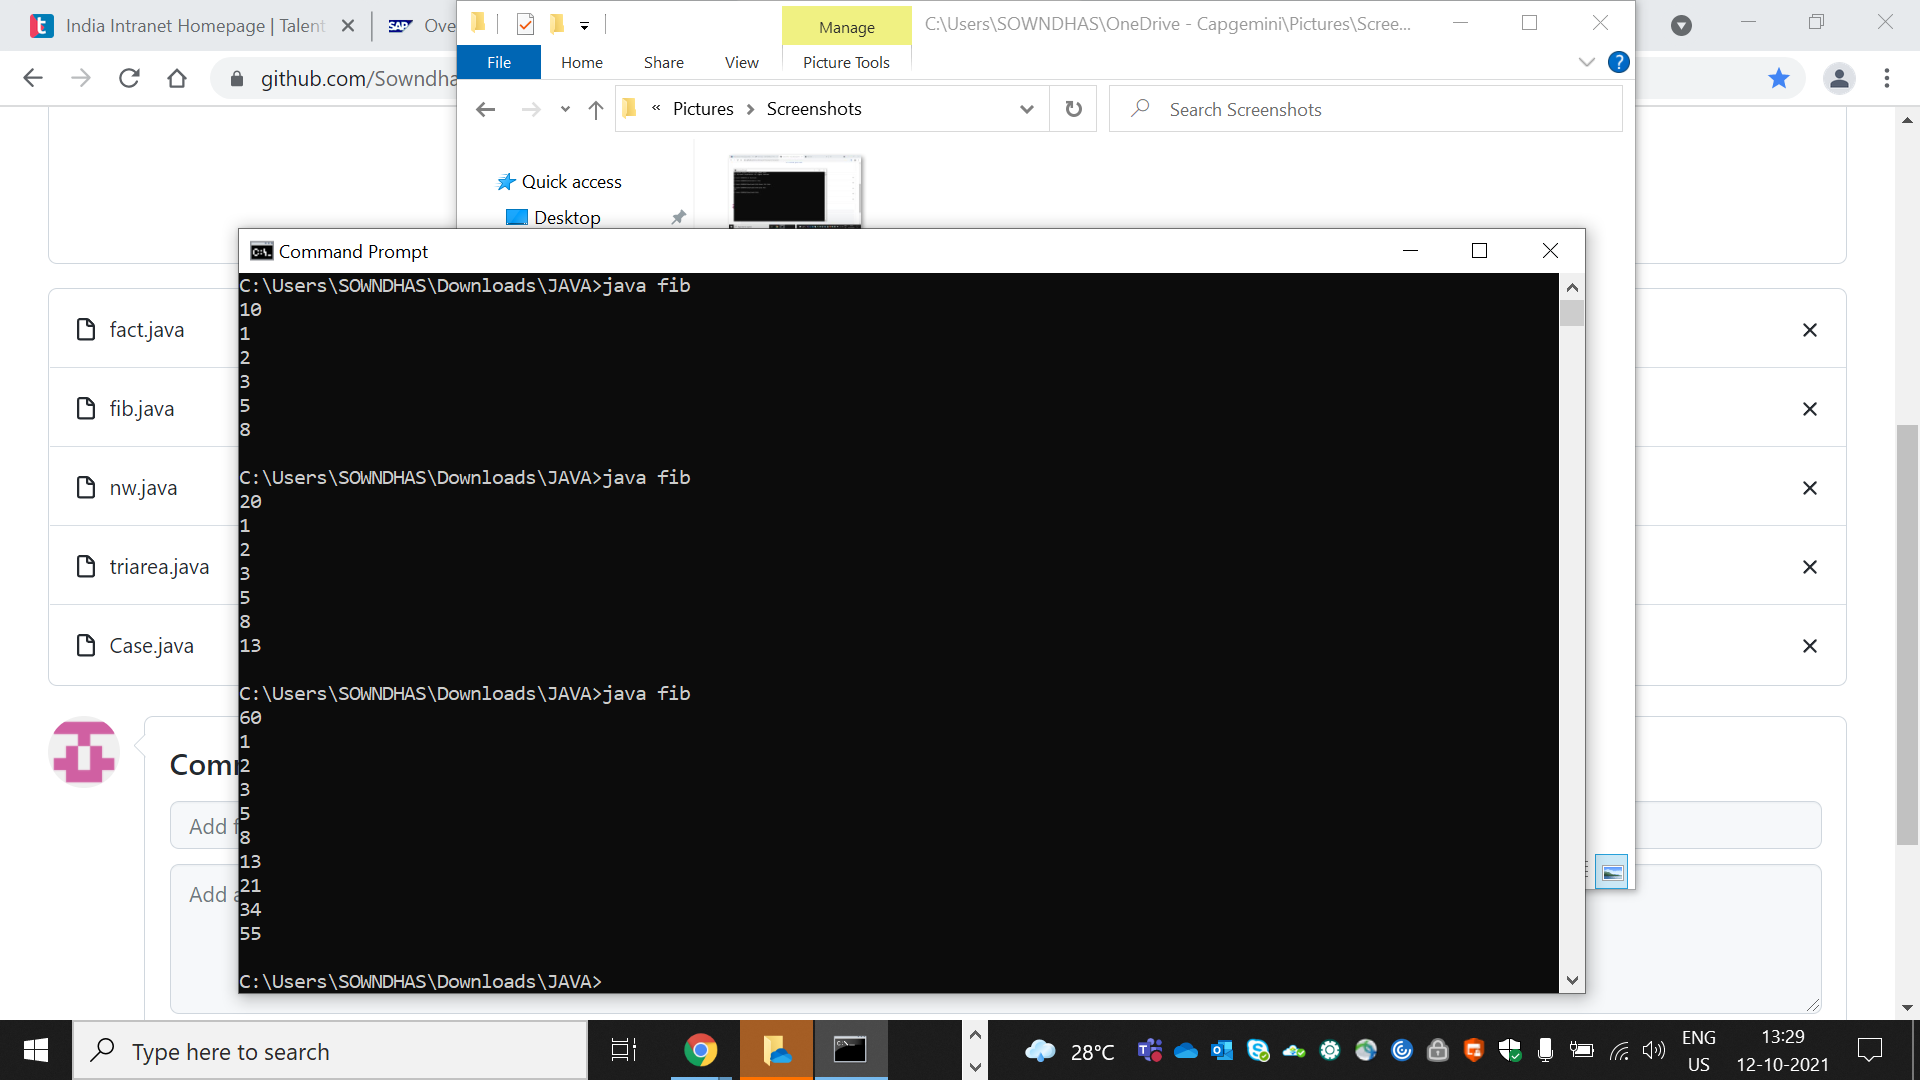 India Intranet Homepage | Talent
SAP Ove
github.com/Sowndha
Manage
C:\Users\SOWNDHAS\OneDrive - Capgemini\Pictures\Scree...
File Home Share View Picture Tools
« Pictures > Screenshots
Search Screenshots
Quick access
Desktop
fact.java
fib.java
nw.java
triarea.java
Case.java
Command Prompt
C:\Users\SOWNDHAS\Downloads\JAVA>java fib
10
1
2
3
5
8
C:\Users\SOWNDHAS\Downloads\JAVA>java fib
20
1
2
3
5
8
13
C:\Users\SOWNDHAS\Downloads\JAVA>java fib
60
1
2
3
5
8
13
21
34
55
C:\Users\SOWNDHAS\Downloads\JAVA>
Com
Add
Add a
Type here to search
28°C
ENG
US
13:29
12-10-2021